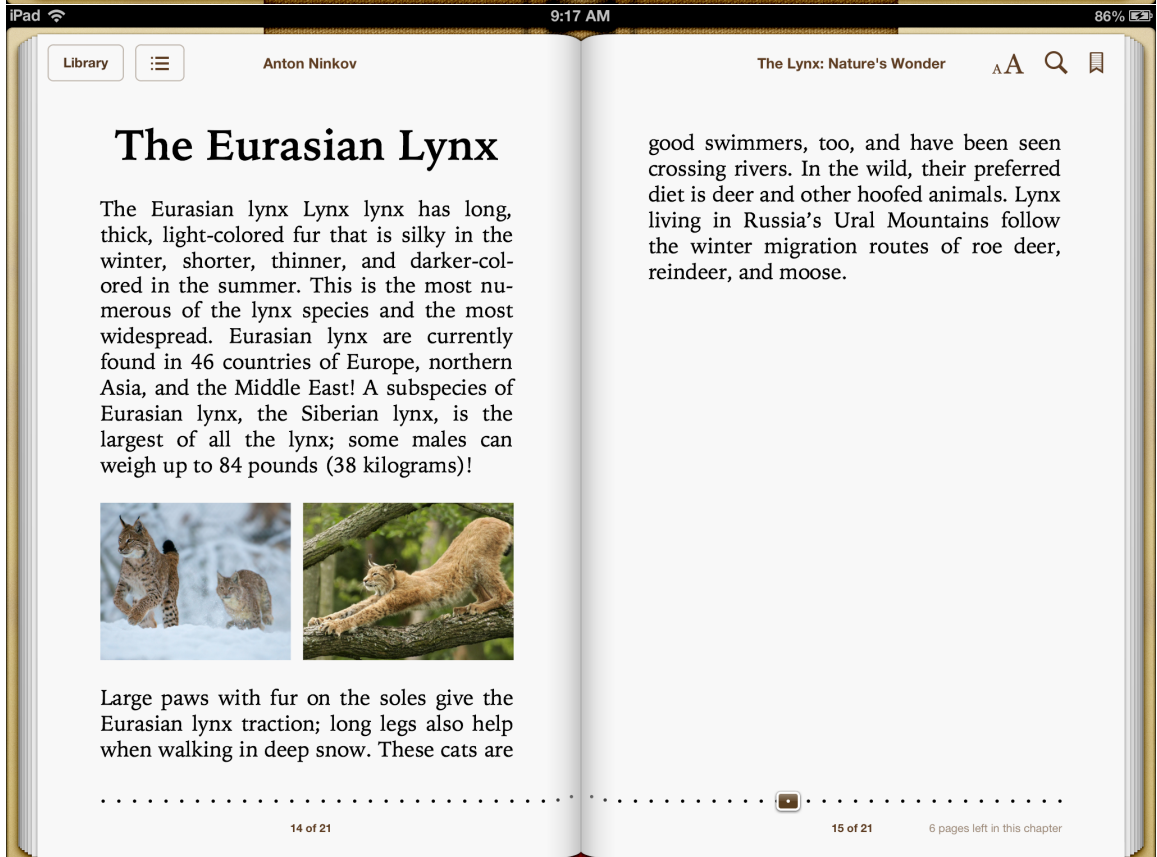 iPad
9:17 AM
86%
Library
Anton Ninkov
The Lynx: Nature's Wonder
AA
The Eurasian Lynx
The Eurasian lynx Lynx lynx has long,
thick, light-colored fur that is silky in the
winter, shorter, thinner, and darker-col-
ored in the summer. This is the most nu-
merous of the lynx species and the most
widespread. Eurasian lynx are currently
found in 46 countries of Europe, northern
Asia, and the Middle East! A subspecies of
Eurasian lynx, the Siberian lynx, is the
largest of all the lynx; some males can
weigh up to 84 pounds (38 kilograms)!
Large paws with fur on the soles give the
Eurasian lynx traction; long legs also help
when walking in deep snow. These cats are
14 of 21
good swimmers, too, and have been seen
crossing rivers. In the wild, their preferred
diet is deer and other hoofed animals. Lynx
living in Russia’s Ural Mountains follow
the winter migration routes of roe deer,
reindeer, and moose.
15 of 21
6 pages left in this chapter